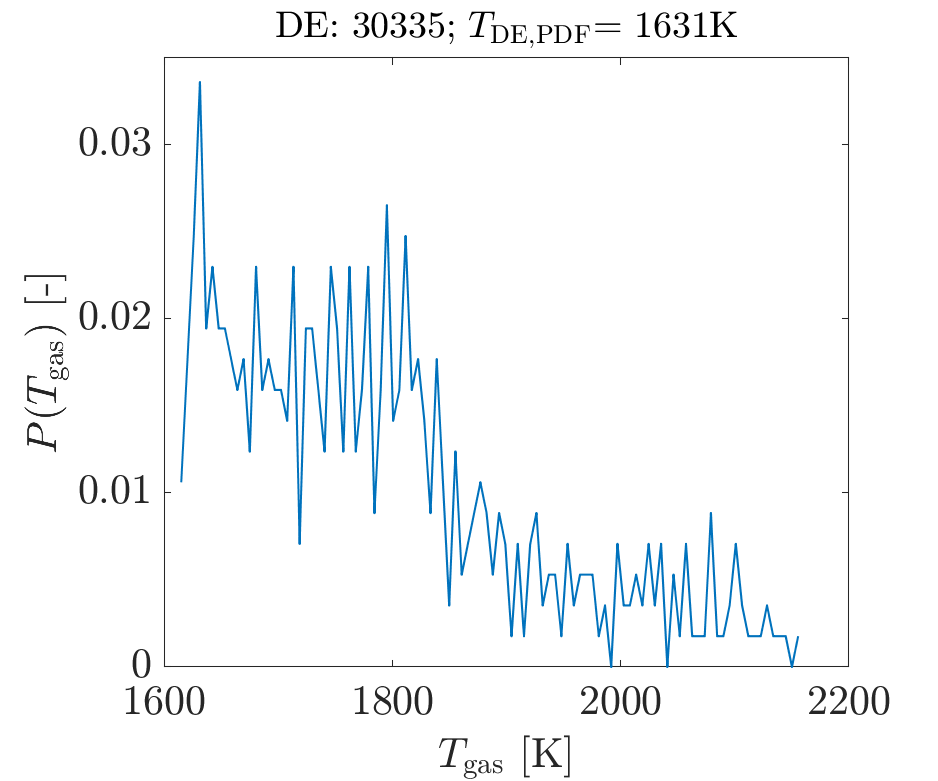 DE: 30335; T_DE,PDF= 1631K
0.03
0.02
0.01
0
1600 1800 2000 2200
P(T_gas) [-]
T_gas [K]